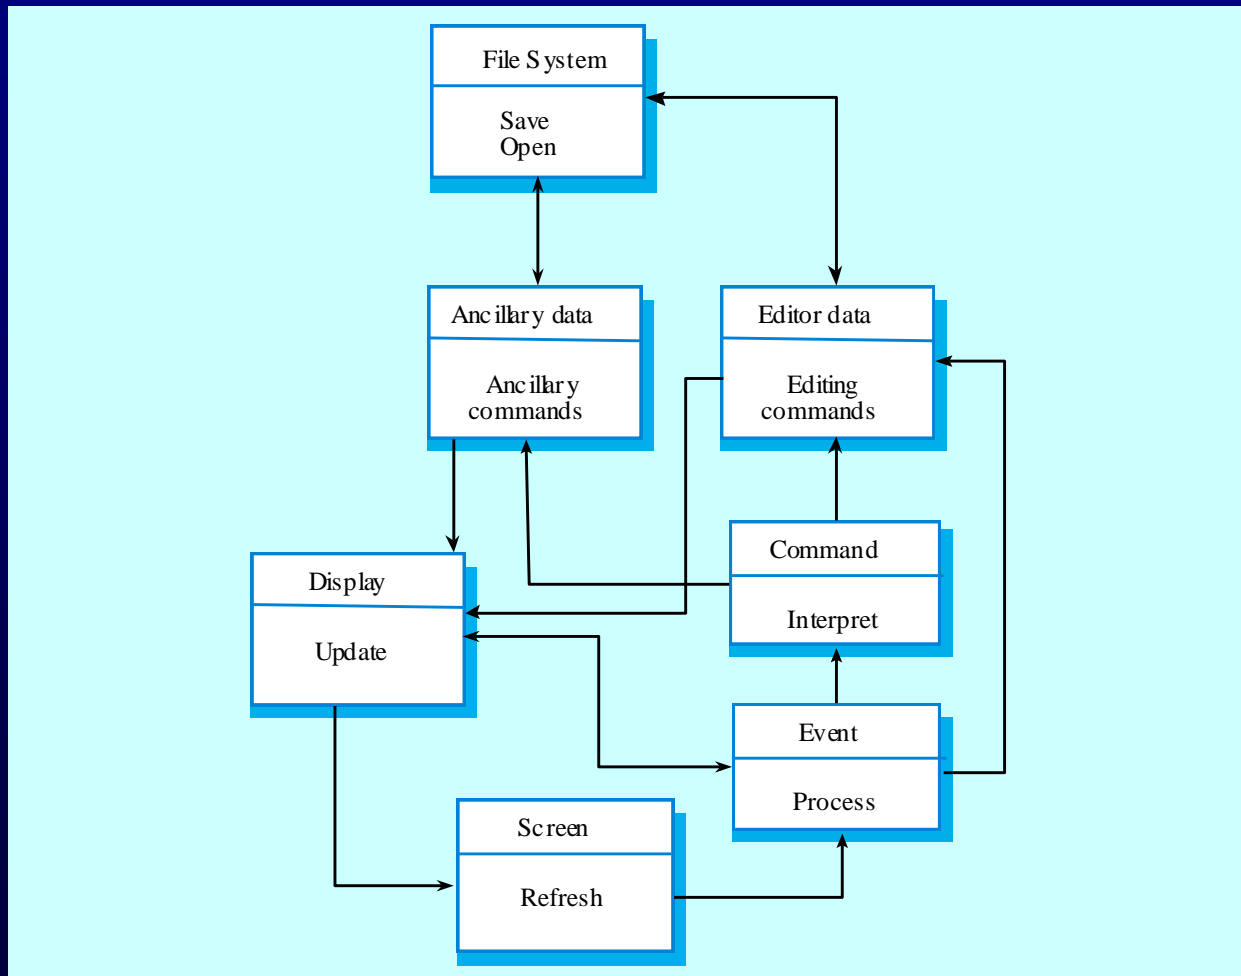 File System
Save
Open
Ancillary data
Ancillary
commands
Editor data
Editing
commands
Command
Interpret
Display
Update
Event
Process
Screen
Refresh